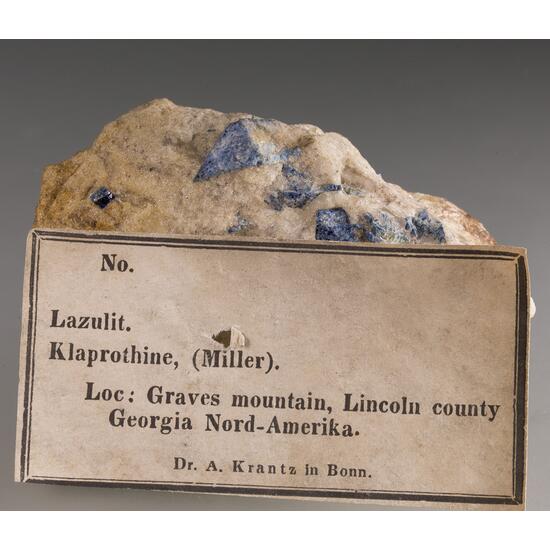 No.
Lazulit.
Klaprothine, (Miller).
Loc: Graves mountain, Lincoln county
Georgia Nord-Amerika.
Dr. A. Krantz in Bonn.